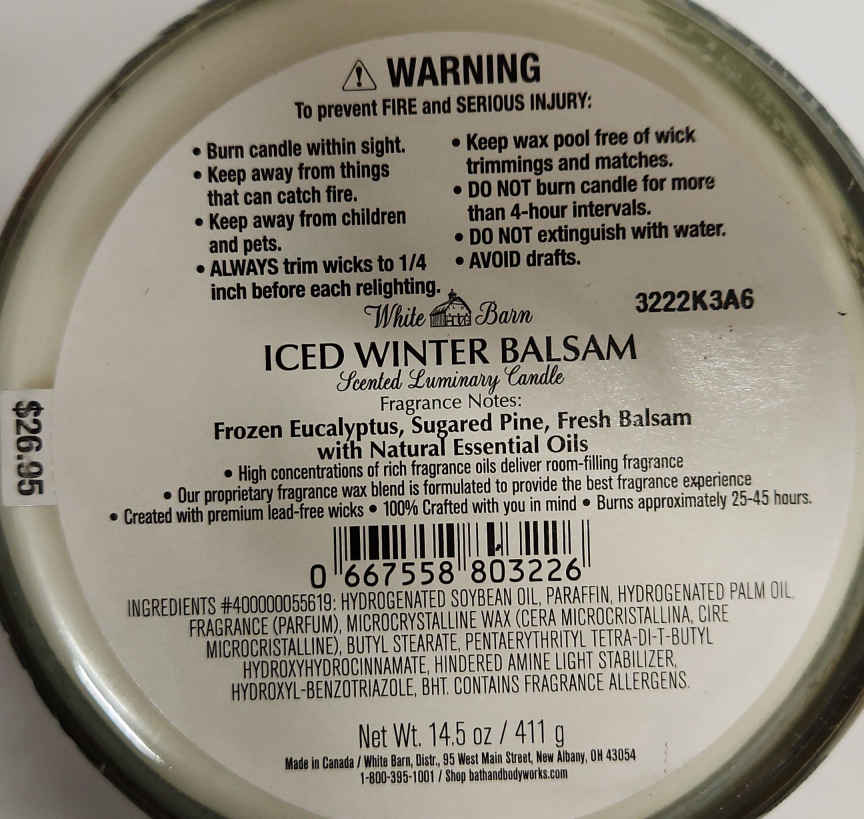 WARNING
To prevent FIRE and SERIOUS INJURY:
• Burn candle within sight.
• Keep away from things
that can catch fire.
• Keep away from children
and pets.
• ALWAYS trim wicks to 1/4
inch before each relighting.
• Keep wax pool free of wick
trimmings and matches.
• DO NOT burn candle for more
than 4-hour intervals.
• DO NOT extinguish with water.
• AVOID drafts.
3222K3A6
White Barn
ICED WINTER BALSAM
Scented Luminary Candle
Fragrance Notes:
Frozen Eucalyptus, Sugared Pine, Fresh Balsam
with Natural Essential Oils
• High concentrations of rich fragrance oils deliver room-filling fragrance
• Our proprietary fragrance wax blend is formulated to provide the best fragrance experience
• Created with premium lead-free wicks • 100% Crafted with you in mind • Burns approximately 25-45 hours.
$26.95
0 667558 803226
INGREDIENTS #400000055619: HYDROGENATED SOYBEAN OIL, PARAFFIN, HYDROGENATED PALM OIL,
FRAGRANCE (PARFUM), MICROCRYSTALLINE WAX (CERA MICROCRISTALLINA, CIRE
MICROCRISTALLINE), BUTYL STEARATE, PENTAERYTHRITYL TETRA-DI-T-BUTYL
HYDROXYHYDROCINNAMATE, HINDERED AMINE LIGHT STABILIZER,
HYDROXYL-BENZOTRIAZOLE, BHT. CONTAINS FRAGRANCE ALLERGENS.
Net Wt. 14.5 oz / 411 g
Made in Canada / White Barn, Distr., 95 West Main Street, New Albany, OH 43054
1-800-395-1001 / Shop bathandbodyworks.com